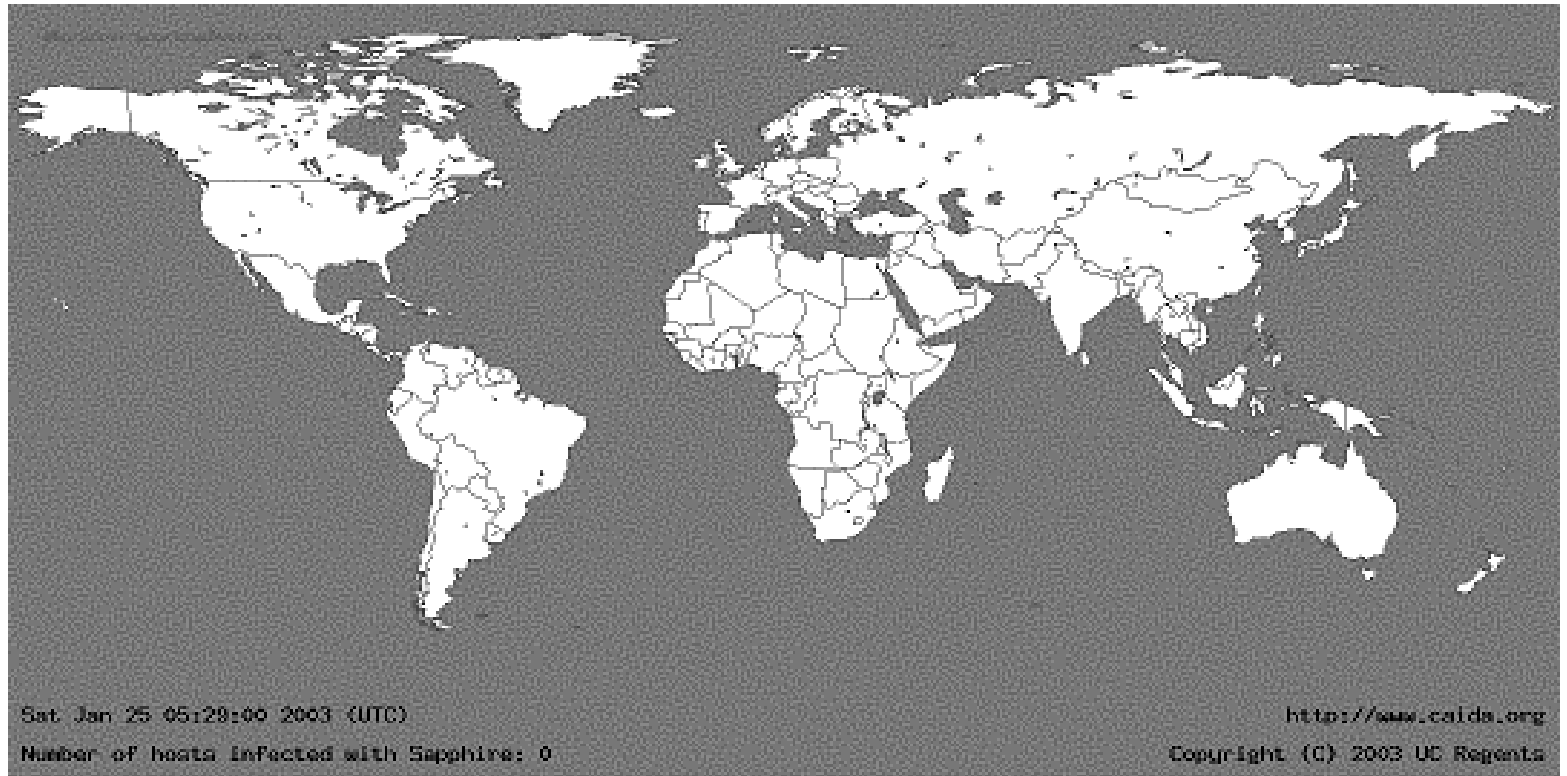 Sat Jan 25 05:29:00 2003 (UTC)
http://www.caida.org
Number of hosts infected with Sapphire: 0
Copyright (C) 2003 UC Regents